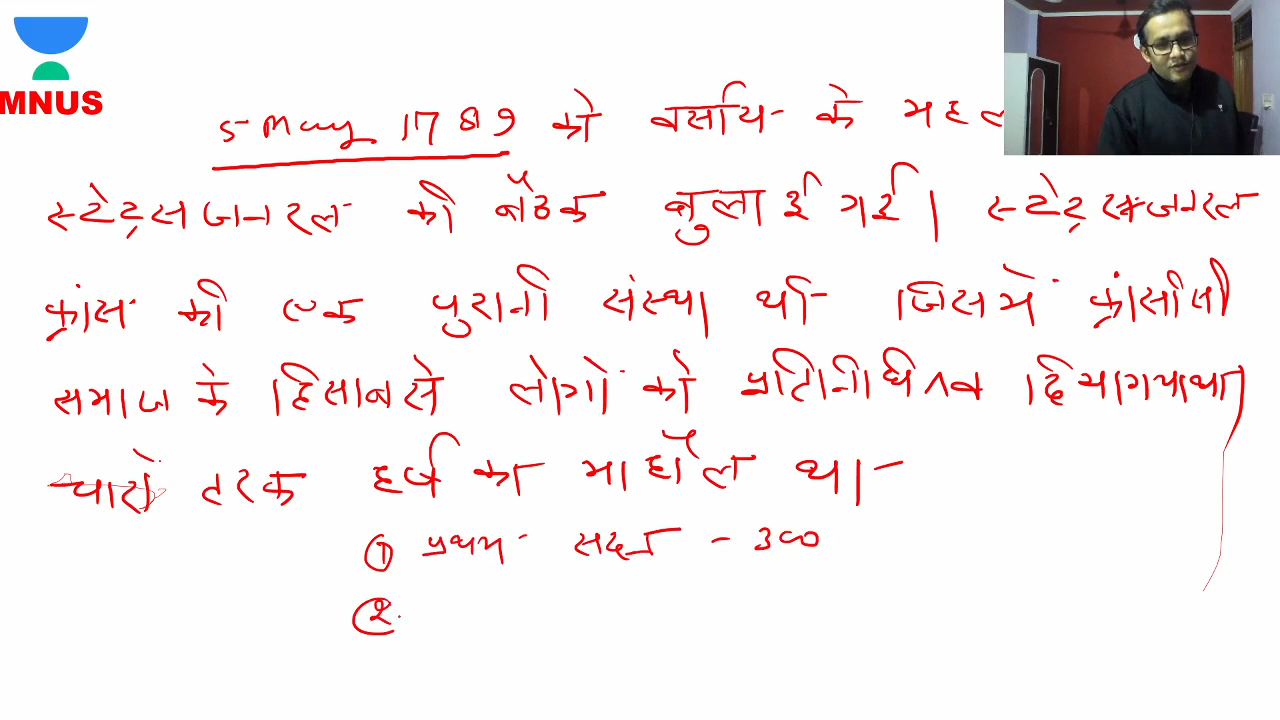 MNUS
5 May 1789 को वर्साय के महल
स्टेट्स जनरल की बैठक बुलाई गई। स्टेट्स जनरल
फ्रांस की एक पुरानी संस्था थी जिसमें फ्रांसीसी
समाज के हिसाब से लोगों को प्रतिनिधित्व दिया गया था
चारों तरफ हर्ष का माहौल था
① प्रथम सदन - 300
②